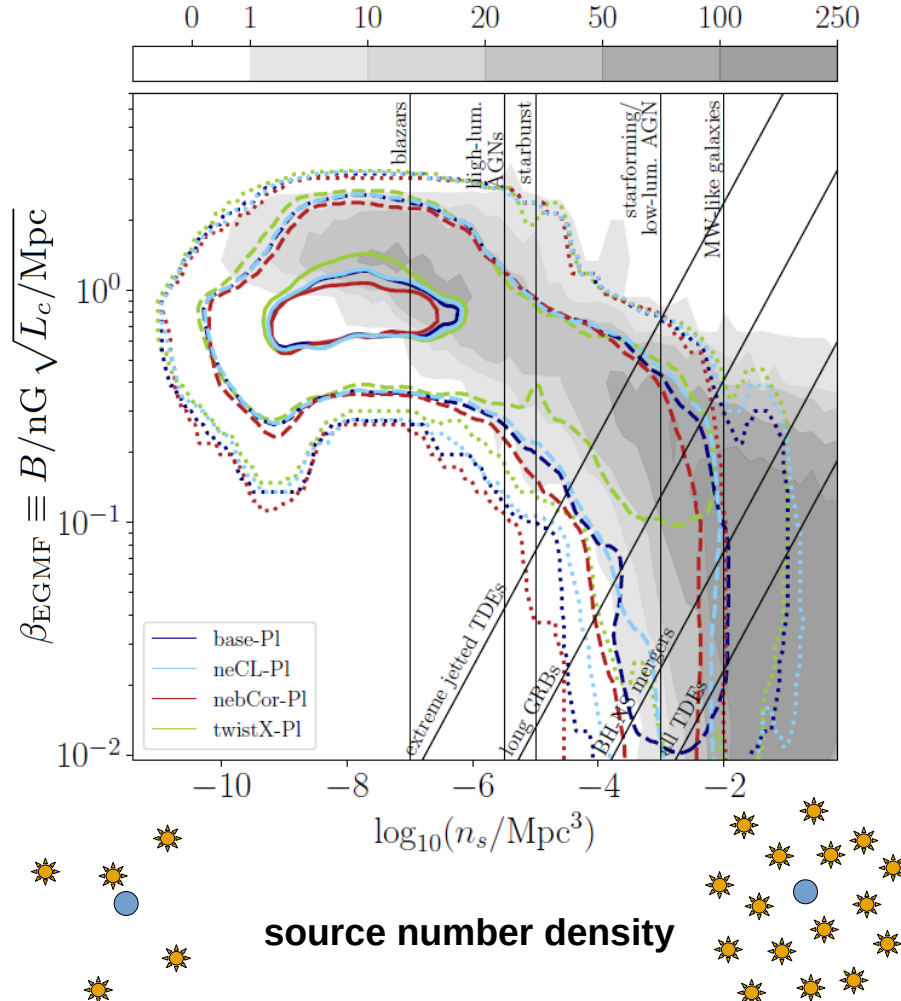 0 1 10 20 50 100 250
blazars
high-lum.
AGNs
starburst
starforming/
low-lum. AGN
MW-like galaxies
β_EGMF ≡ B/nG √L_c/Mpc
10^0
10^−1
10^−2
extreme jetted TDEs
long GRBs
BH-NS mergers
all TDEs
base-Pl
neCL-Pl
nebCor-Pl
twistX-Pl
−10 −8 −6 −4 −2
log_10(n_s/Mpc^3)
source number density